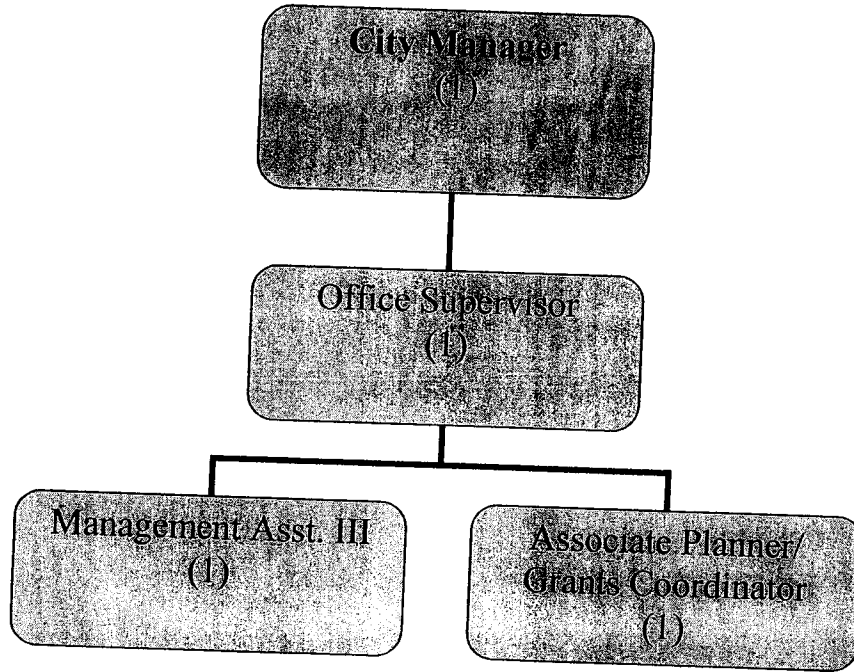 City Manager
(1)
Office Supervisor
(1)
Management Asst. III
(1)
Associate Planner/
Grants Coordinator
(1)